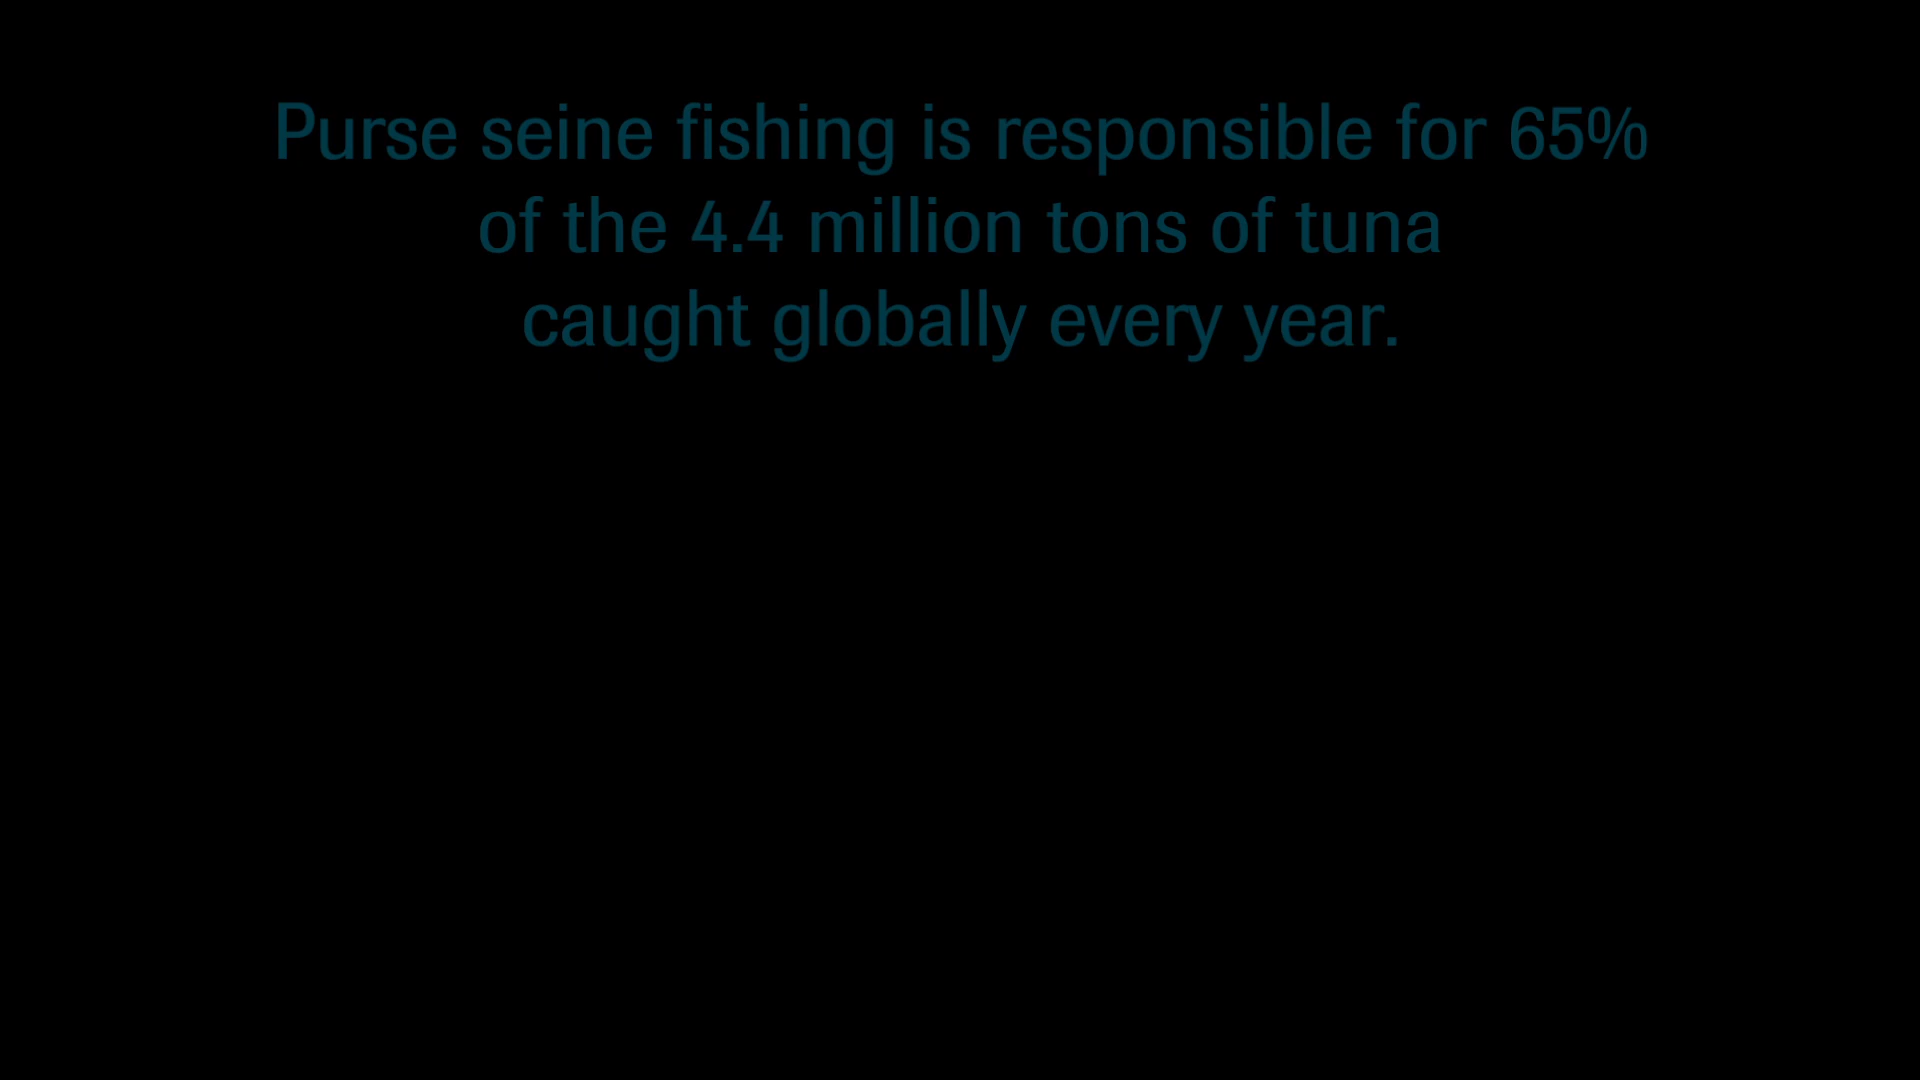 Purse seine fishing is responsible for 65%
of the 4.4 million tons of tuna
caught globally every year.